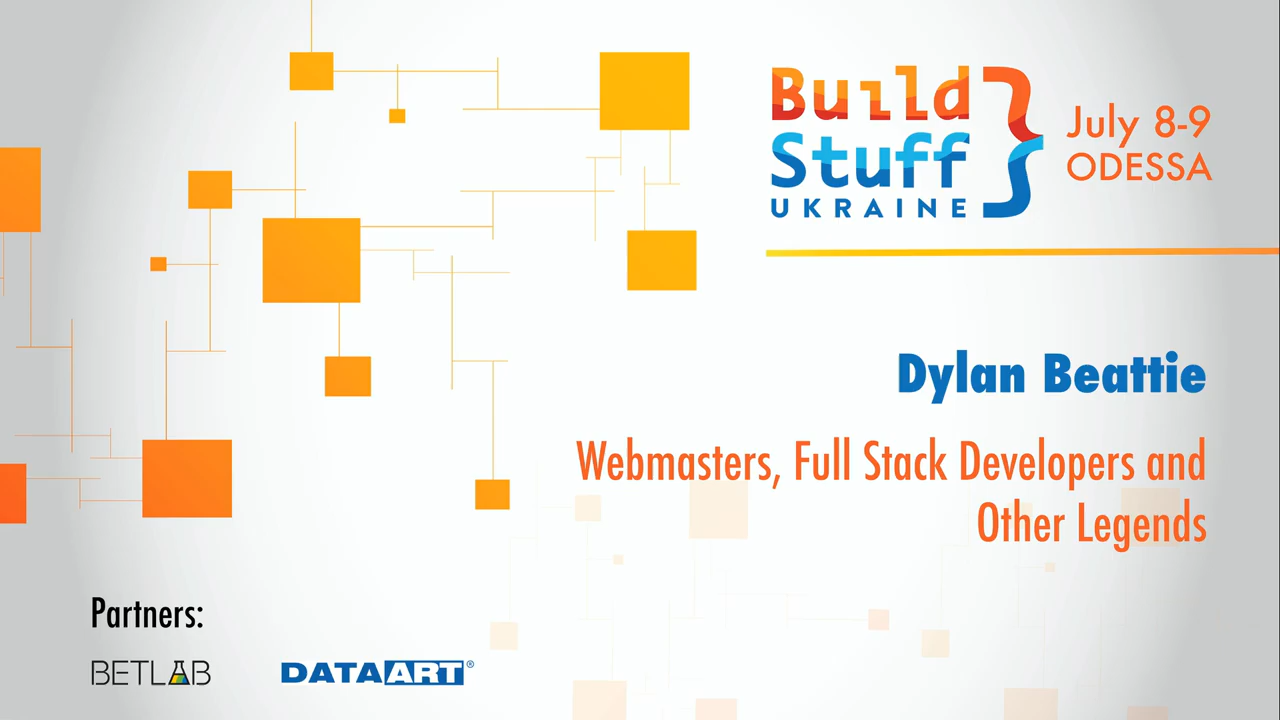 Build
Stuff
UKRAINE
July 8-9
ODESSA
Dylan Beattie
Webmasters, Full Stack Developers and
Other Legends
Partners:
BETLAB
DATAART®